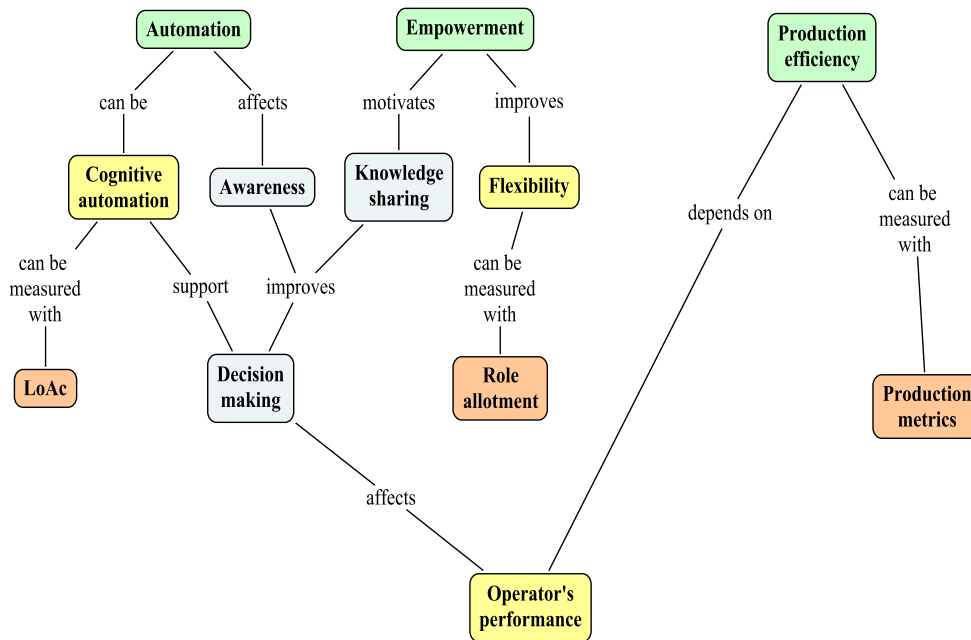 Automation
Empowerment
Production
efficiency
can be
affects
motivates
improves
Cognitive
automation
Awareness
Knowledge
sharing
Flexibility
depends on
can be
measured
with
can be
measured
with
support
improves
can be
measured
with
LoAc
Decision
making
Role
allotment
Production
metrics
affects
Operator's
performance